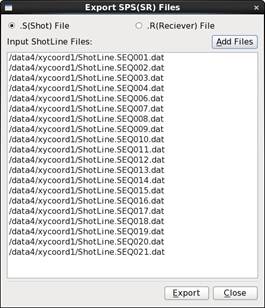 Export SPS(SR) Files
.S(Shot) File .R(Reciever) File
Input ShotLine Files: Add Files
/data4/xycoord1/ShotLine.SEQ001.dat
/data4/xycoord1/ShotLine.SEQ002.dat
/data4/xycoord1/ShotLine.SEQ003.dat
/data4/xycoord1/ShotLine.SEQ004.dat
/data4/xycoord1/ShotLine.SEQ006.dat
/data4/xycoord1/ShotLine.SEQ007.dat
/data4/xycoord1/ShotLine.SEQ008.dat
/data4/xycoord1/ShotLine.SEQ009.dat
/data4/xycoord1/ShotLine.SEQ010.dat
/data4/xycoord1/ShotLine.SEQ011.dat
/data4/xycoord1/ShotLine.SEQ012.dat
/data4/xycoord1/ShotLine.SEQ013.dat
/data4/xycoord1/ShotLine.SEQ014.dat
/data4/xycoord1/ShotLine.SEQ015.dat
/data4/xycoord1/ShotLine.SEQ016.dat
/data4/xycoord1/ShotLine.SEQ017.dat
/data4/xycoord1/ShotLine.SEQ018.dat
/data4/xycoord1/ShotLine.SEQ019.dat
/data4/xycoord1/ShotLine.SEQ020.dat
/data4/xycoord1/ShotLine.SEQ021.dat
Export Close